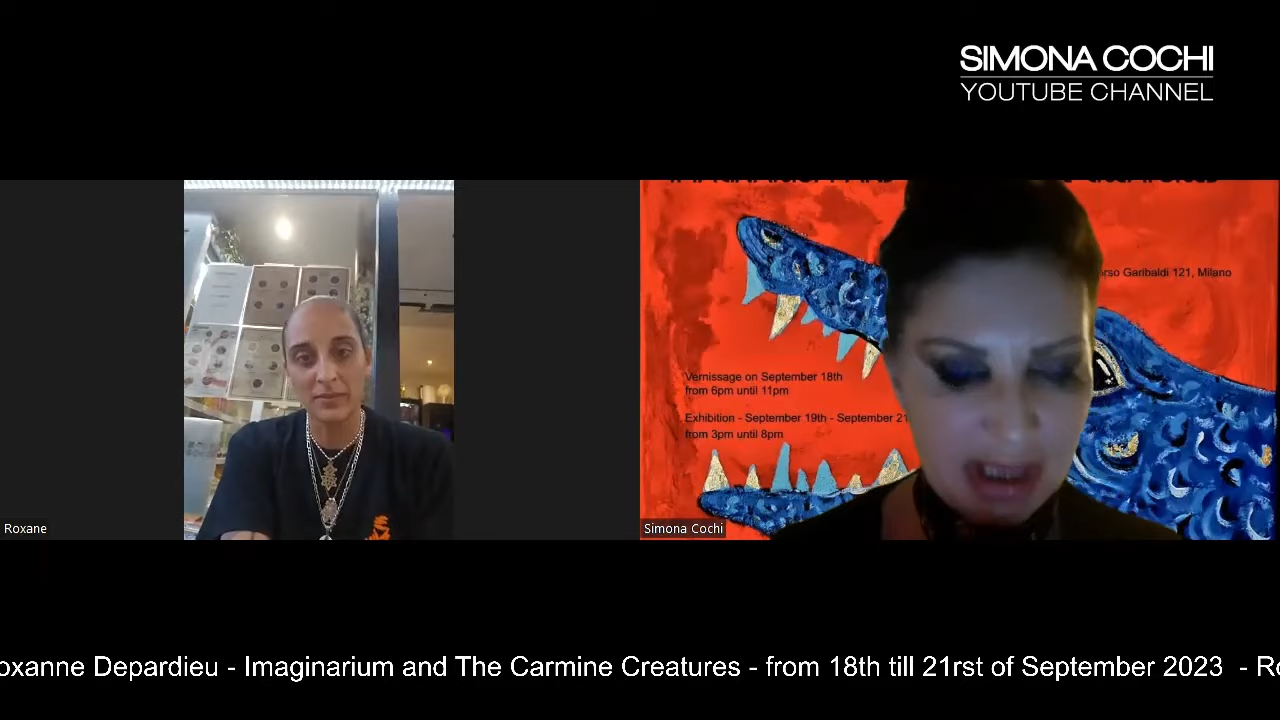 SIMONA COCHI
YOUTUBE CHANNEL
rso Garibaldi 121, Milano
Vernissage on September 18th
from 6pm until 11pm
Exhibition - September 19th - September 21
from 3pm until 8pm
Roxane
Simona Cochi
oxanne Depardieu - Imaginarium and The Carmine Creatures - from 18th till 21rst of September 2023 - Ro